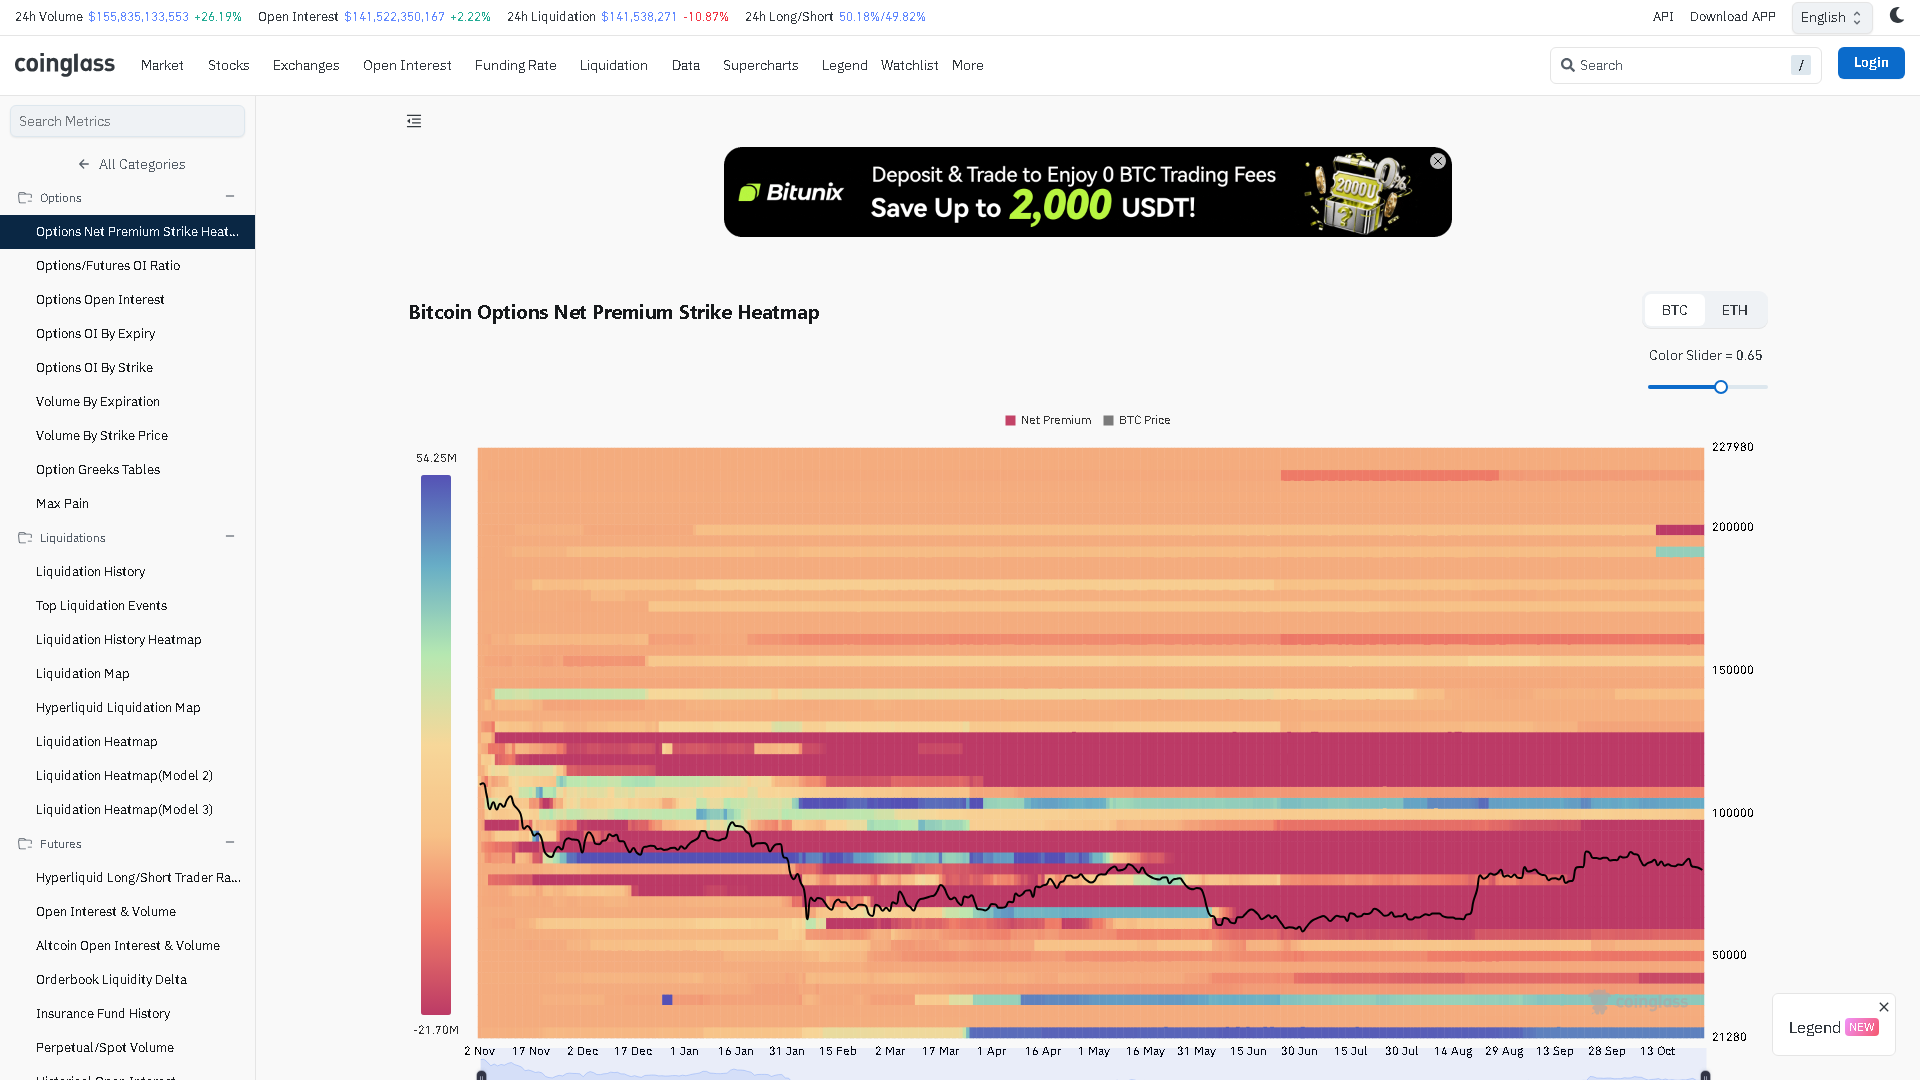 24h Volume $155,835,133,553 +26.19% Open Interest $141,522,350,167 +2.22% 24h Liquidation $141,538,271 -10.87% 24h Long/Short 50.18%/49.82% API Download APP English
coinglass Market Stocks Exchanges Open Interest Funding Rate Liquidation Data Supercharts Legend Watchlist More Search / Login
Search Metrics
All Categories
Options
Options Net Premium Strike Heat...
Options/Futures OI Ratio
Options Open Interest
Options OI By Expiry
Options OI By Strike
Volume By Expiration
Volume By Strike Price
Option Greeks Tables
Max Pain
Liquidations
Liquidation History
Top Liquidation Events
Liquidation History Heatmap
Liquidation Map
Hyperliquid Liquidation Map
Liquidation Heatmap
Liquidation Heatmap(Model 2)
Liquidation Heatmap(Model 3)
Futures
Hyperliquid Long/Short Trader Ra...
Open Interest & Volume
Altcoin Open Interest & Volume
Orderbook Liquidity Delta
Insurance Fund History
Perpetual/Spot Volume
Bitunix
Deposit & Trade to Enjoy 0 BTC Trading Fees
Save Up to 2,000 USDT!
2000U
?
Bitcoin Options Net Premium Strike Heatmap
BTC ETH
Color Slider = 0.65
Net Premium BTC Price
54.25M
-21.70M
227980
200000
150000
100000
50000
21280
coinglass
2 Nov 17 Nov 2 Dec 17 Dec 1 Jan 16 Jan 31 Jan 15 Feb 2 Mar 17 Mar 1 Apr 16 Apr 1 May 16 May 31 May 15 Jun 30 Jun 15 Jul 30 Jul 14 Aug 29 Aug 13 Sep 28 Sep 13 Oct
Legend NEW